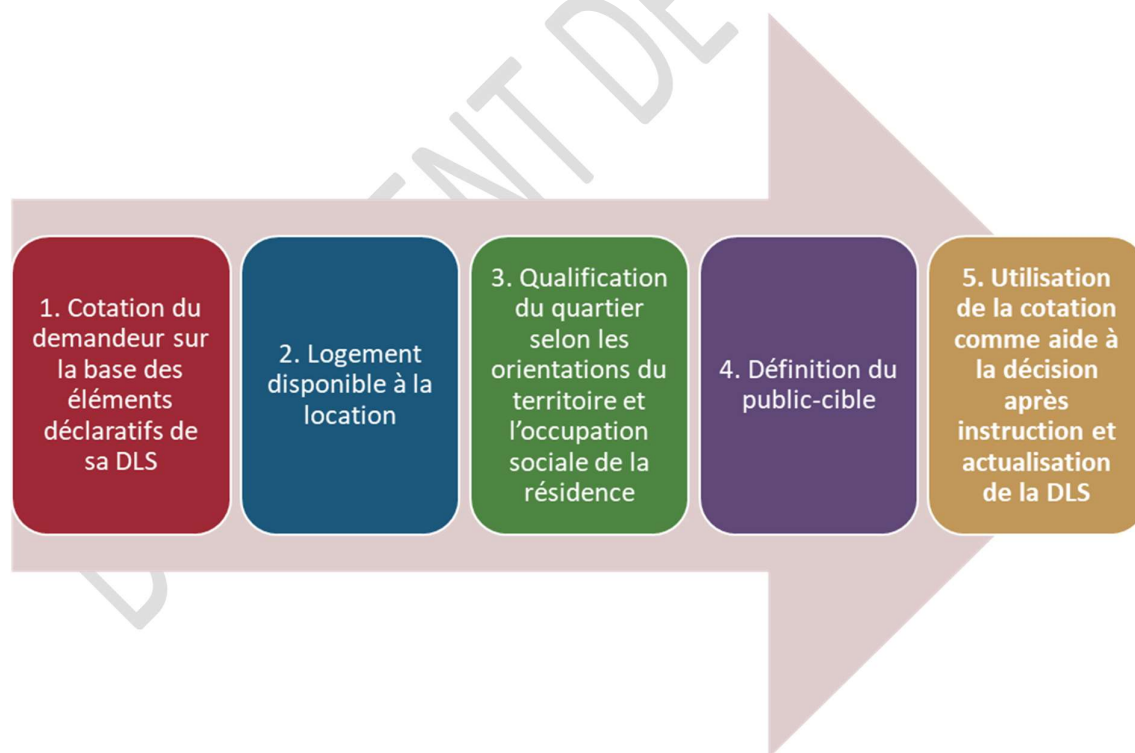 1. Cotation du
demandeur sur
la base des
éléments
déclaratifs de
sa DLS
2. Logement
disponible à la
location
3. Qualification
du quartier
selon les
orientations du
territoire et
l'occupation
sociale de la
résidence
4. Définition du
public-cible
5. Utilisation
de la cotation
comme aide à
la décision
après
instruction et
actualisation
de la DLS